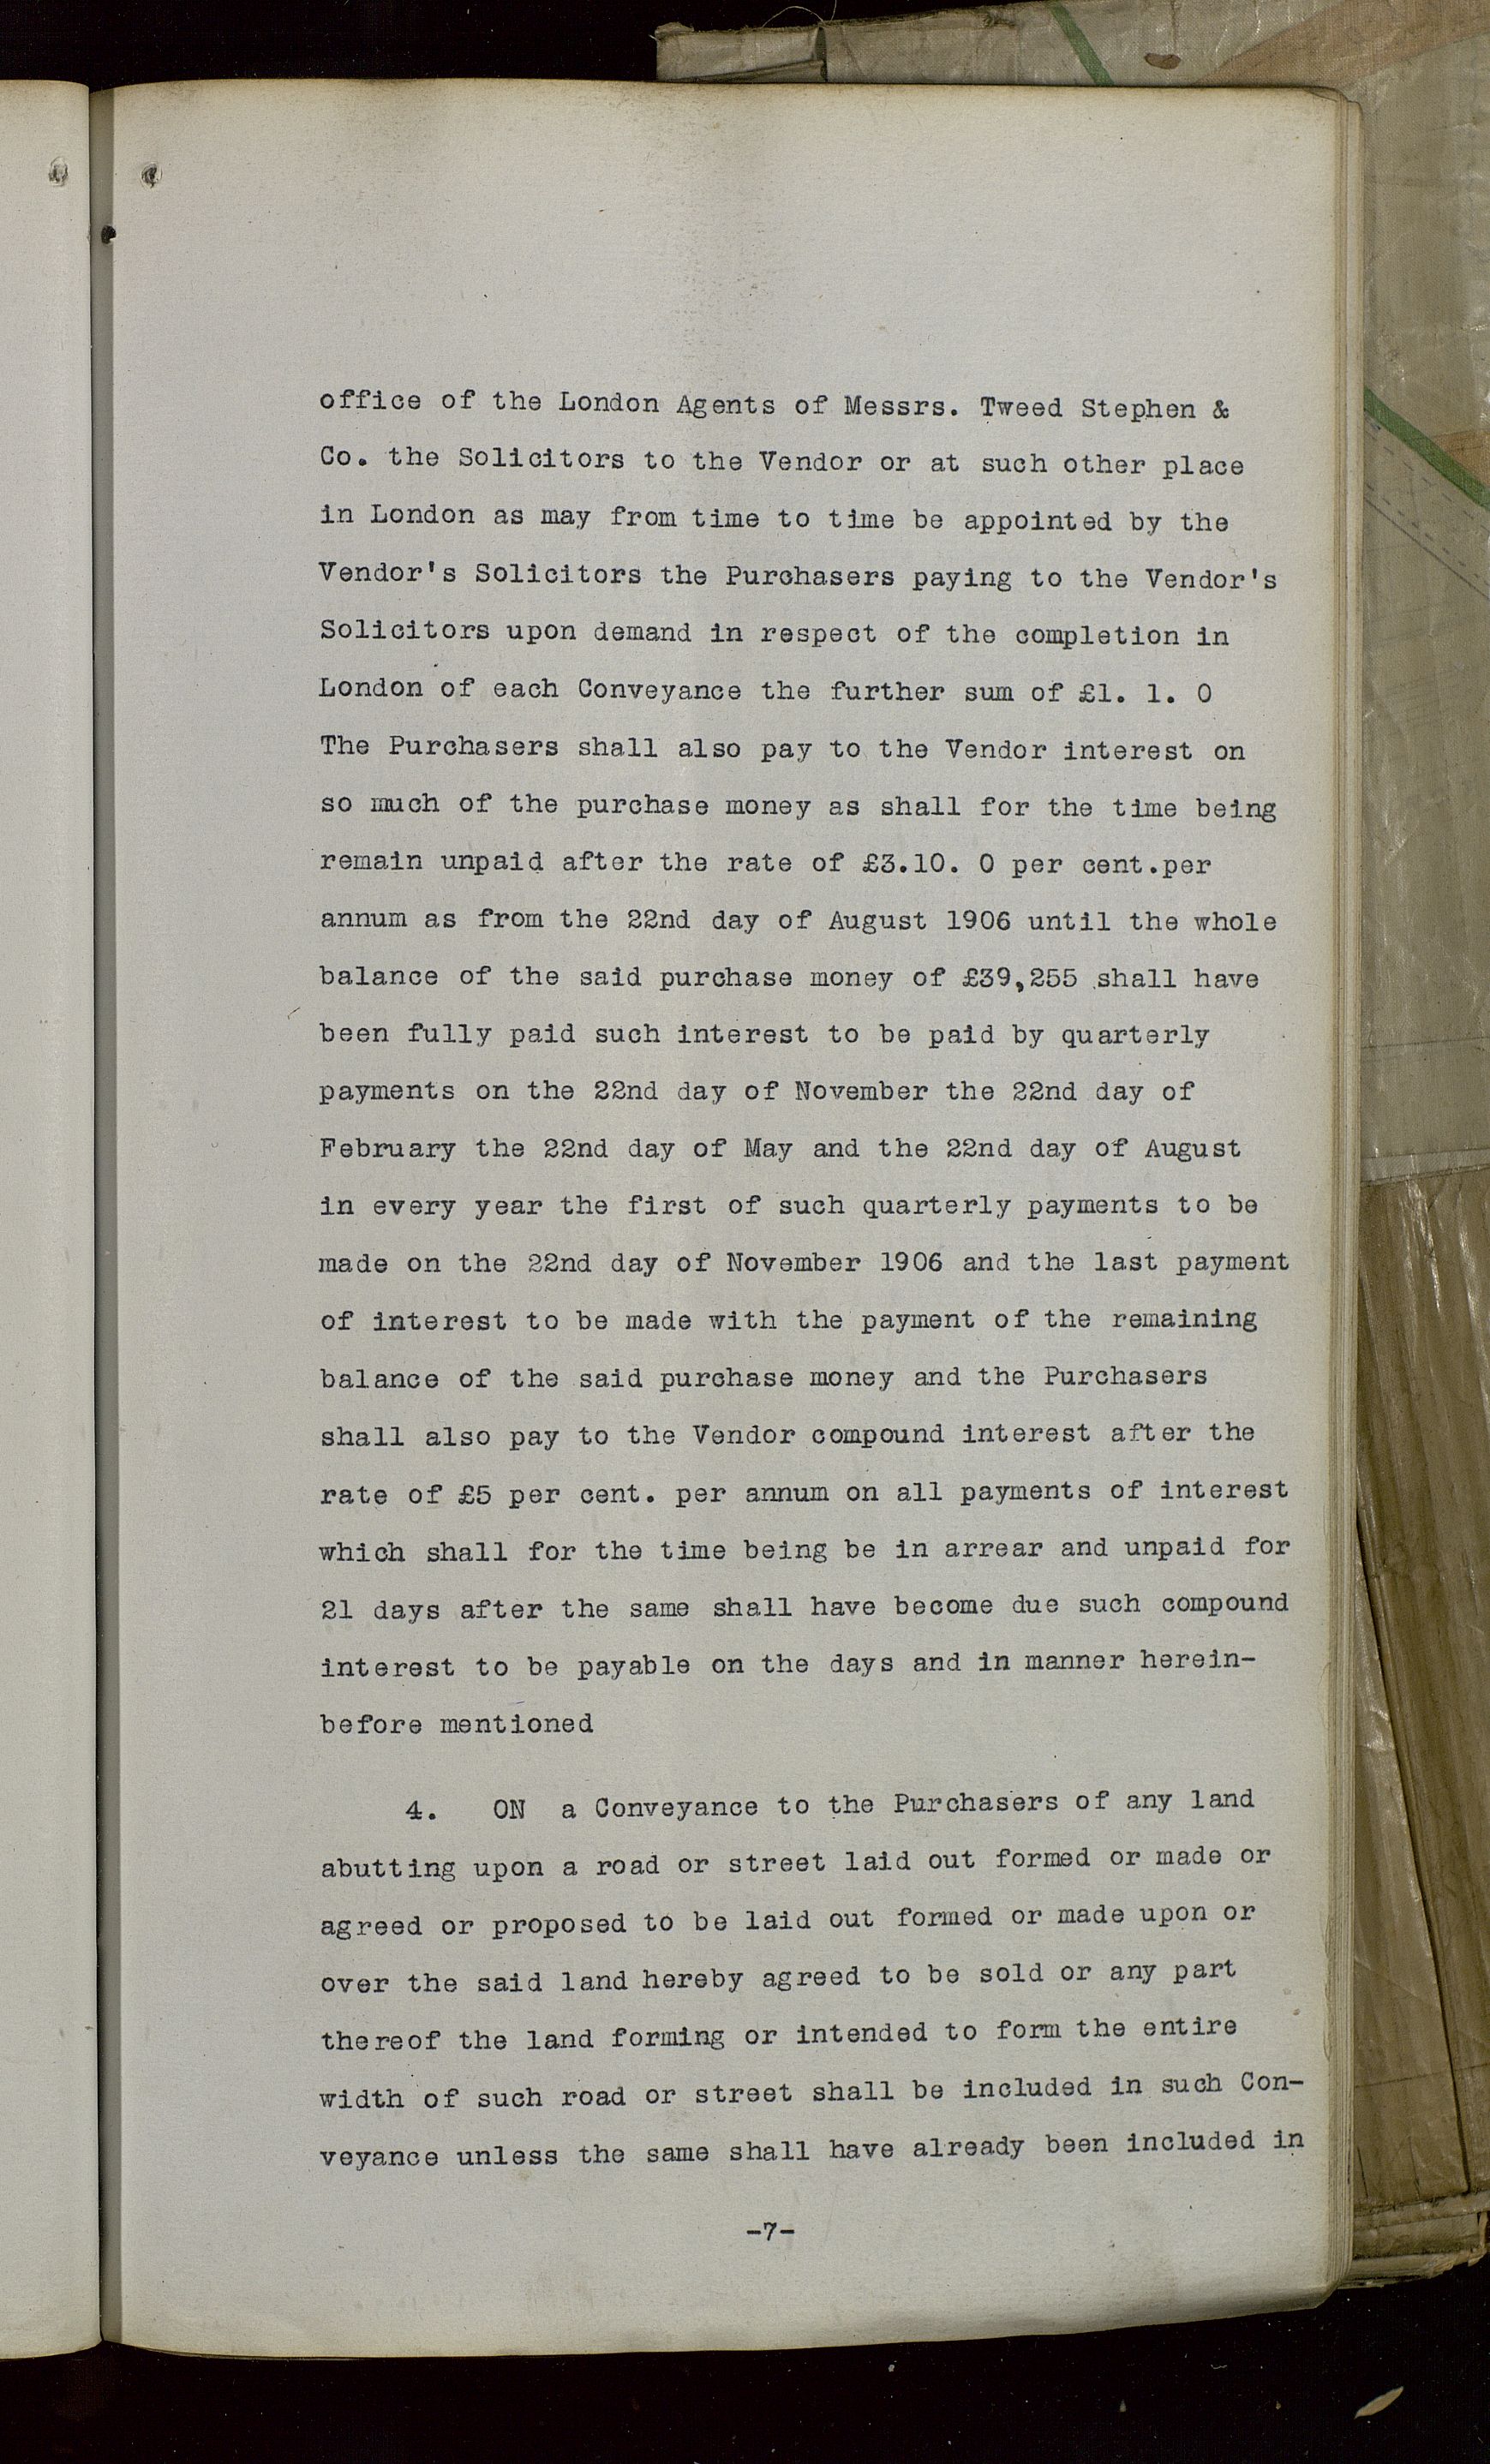 office of the London Agents of Messrs. Tweed Stephen &
Co. the Solicitors to the Vendor or at such other place
in London as may from time to time be appointed by the
Vendor's Solicitors the Purchasers paying to the Vendor's
Solicitors upon demand in respect of the completion in
London of each Conveyance the further sum of £1. 1. 0
The Purchasers shall also pay to the Vendor interest on
so much of the purchase money as shall for the time being
remain unpaid after the rate of £3.10. 0 per cent.per
annum as from the 22nd day of August 1906 until the whole
balance of the said purchase money of £39,255 shall have
been fully paid such interest to be paid by quarterly
payments on the 22nd day of November the 22nd day of
February the 22nd day of May and the 22nd day of August
in every year the first of such quarterly payments to be
made on the 22nd day of November 1906 and the last payment
of interest to be made with the payment of the remaining
balance of the said purchase money and the Purchasers
shall also pay to the Vendor compound interest after the
rate of £5 per cent. per annum on all payments of interest
which shall for the time being be in arrear and unpaid for
21 days after the same shall have become due such compound
interest to be payable on the days and in manner herein-
before mentioned
4. ON a Conveyance to the Purchasers of any land
abutting upon a road or street laid out formed or made or
agreed or proposed to be laid out formed or made upon or
over the said land hereby agreed to be sold or any part
thereof the land forming or intended to form the entire
width of such road or street shall be included in such Con-
veyance unless the same shall have already been included in
-7-